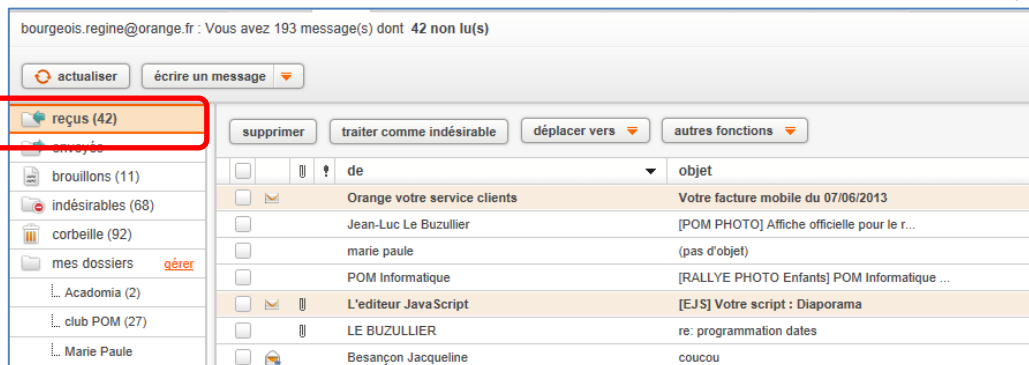 bourgeois.regine@orange.fr : Vous avez 193 message(s) dont 42 non lu(s)
actualiser
écrire un message
reçus (42)
envoyés
brouillons (11)
indésirables (68)
corbeille (92)
mes dossiers gérer
Acadomia (2)
club POM (27)
Marie Paule
supprimer traiter comme indésirable déplacer vers autres fonctions
de objet
Orange votre service clients Votre facture mobile du 07/06/2013
Jean-Luc Le Buzullier [POM PHOTO] Affiche officielle pour le r...
marie paule (pas d'objet)
POM Informatique [RALLYE PHOTO Enfants] POM Informatique ...
L'editeur JavaScript [EJS] Votre script : Diaporama
LE BUZULLIER re: programmation dates
Besançon Jacqueline coucou